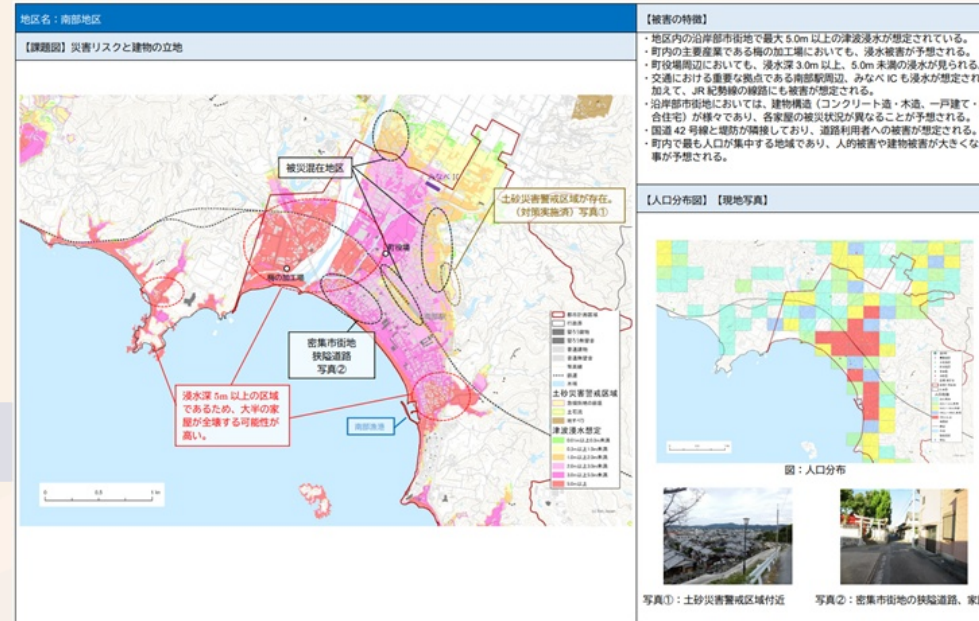 地区名：南部地区
【課題図】災害リスクと建物の立地
被災混在地区
みなべIC
土砂災害警戒区域が存在。
（対策実施済）写真①
町役場
梅の加工場
南部駅
密集市街地
狭隘道路
写真②
浸水深 5m 以上の区域
であるため、大半の家
屋が全壊する可能性が
高い。
南部漁港
土砂災害警戒区域
津波浸水想定
【被害の特徴】
・地区内の沿岸部市街地で最大 5.0m 以上の津波浸水が想定されている。
・町内の主要産業である梅の加工場においても、浸水被害が予想される。
・町役場周辺においても、浸水深 3.0m 以上、5.0m 未満の浸水が見られる
・交通における重要な拠点である南部駅周辺、みなべ IC も浸水が想定され
加えて、JR 紀勢線の線路にも被害が想定される。
・沿岸部市街地においては、建物構造（コンクリート造・木造、一戸建て・
合住宅）が様々であり、各家屋の被災状況が異なることが予想される。
・国道 42 号線と堤防が隣接しており、道路利用者への被害が想定される。
・町内で最も人口が集中する地域であり、人的被害や建物被害が大きくな
事が予想される。
【人口分布図】【現地写真】
図：人口分布
写真①：土砂災害警戒区域付近
写真②：密集市街地の狭隘道路、家